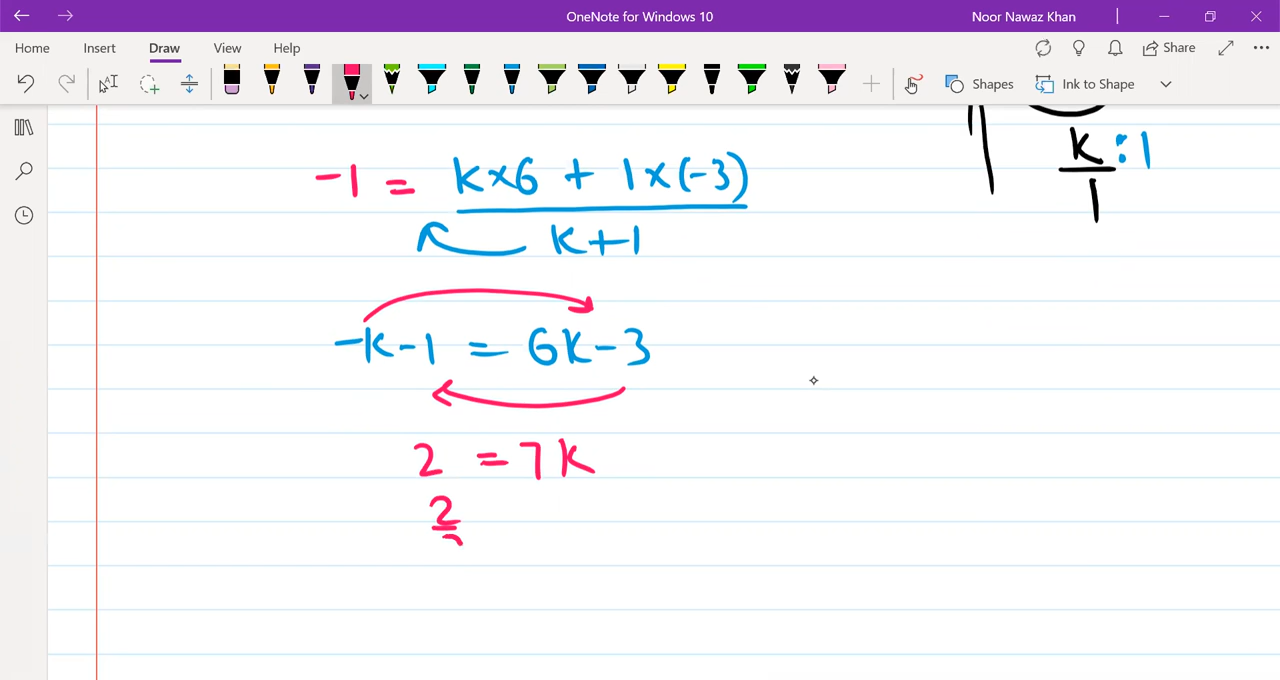 OneNote for Windows 10
Noor Nawaz Khan
Home Insert Draw View Help
Share
Shapes Ink to Shape
k : 1
1
-1 = k×6 + 1×(-3)
k+1
-k-1 = 6k-3
2 = 7k
2